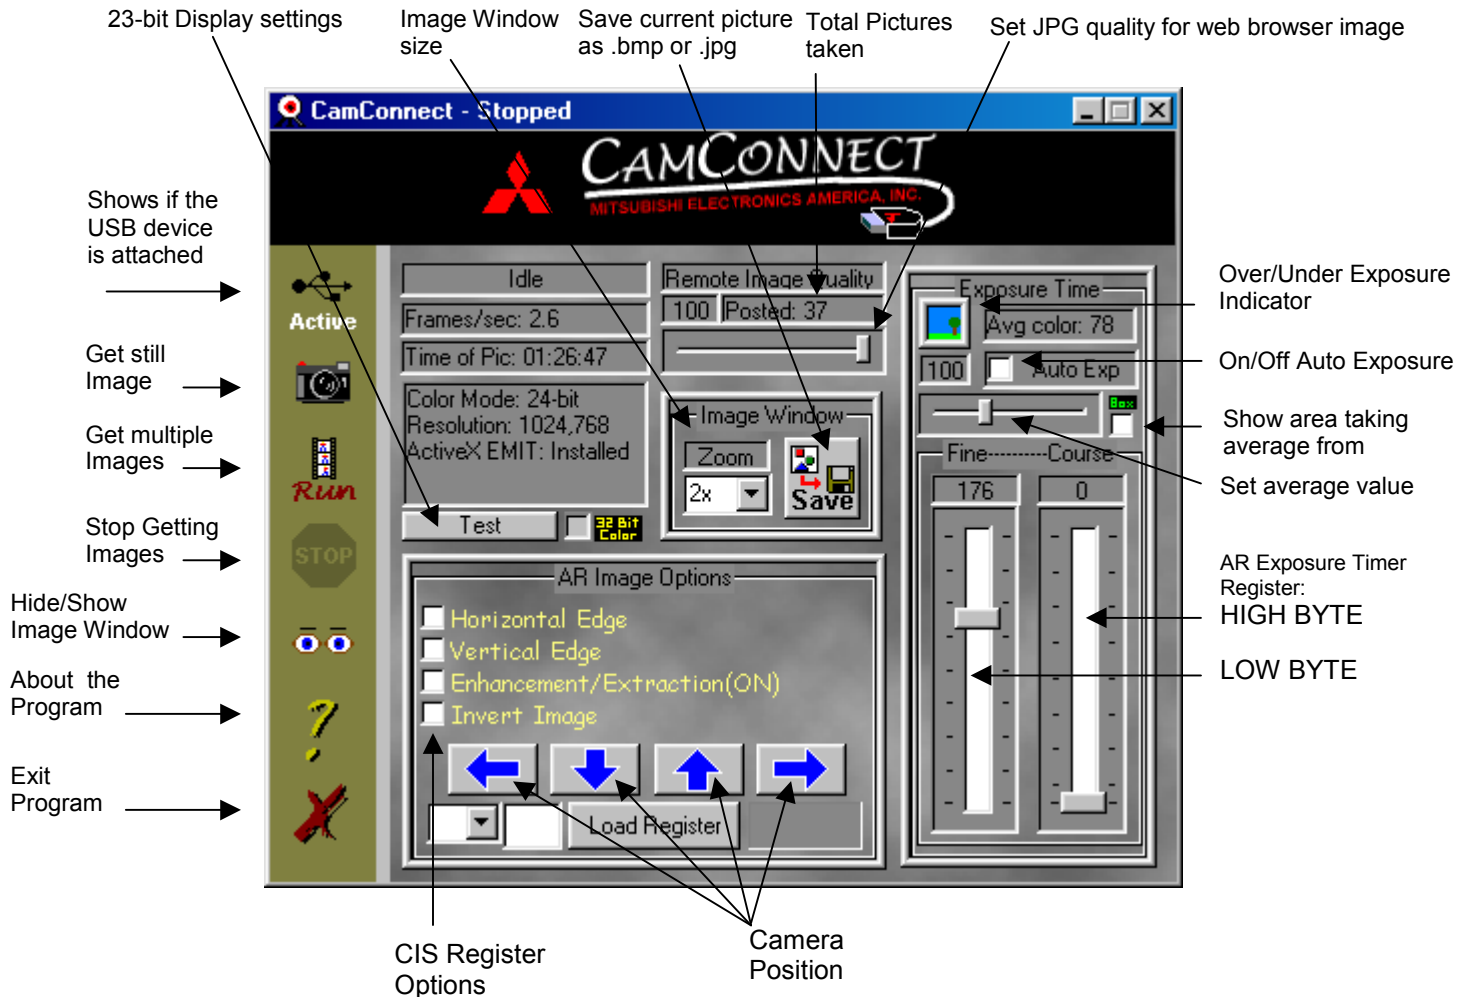 23-bit Display settings
Image Window
size
Save current picture
as .bmp or .jpg
Total Pictures
taken
Set JPG quality for web browser image
CamConnect - Stopped
CAMCONNECT
MITSUBISHI ELECTRONICS AMERICA, INC.
Shows if the
USB device
is attached
Active
Get still
Image
Get multiple
Images
Run
Stop Getting
Images
STOP
Hide/Show
Image Window
About the
Program
Exit
Program
Idle
Frames/sec: 2.6
Time of Pic: 01:26:47
Color Mode: 24-bit
Resolution: 1024,768
ActiveX EMIT: Installed
Test
32 Bit
Color
Remote Image Quality
100
Posted: 37
Image Window
Zoom
2x
Save
AR Image Options
Horizontal Edge
Vertical Edge
Enhancement/Extraction(ON)
Invert Image
Load Register
Exposure Time
Avg color: 78
100
Auto Exp
Box
Fine----------Course
176
0
Over/Under Exposure
Indicator
On/Off Auto Exposure
Show area taking
average from
Set average value
AR Exposure Timer
Register:
HIGH BYTE
LOW BYTE
CIS Register
Options
Camera
Position